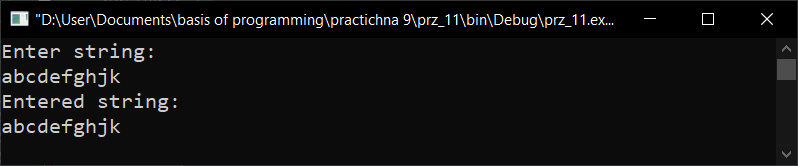 "D:\User\Documents\basis of programming\practichna 9\prz_11\bin\Debug\prz_11.ex...
Enter string:
abcdefghjk
Entered string:
abcdefghjk